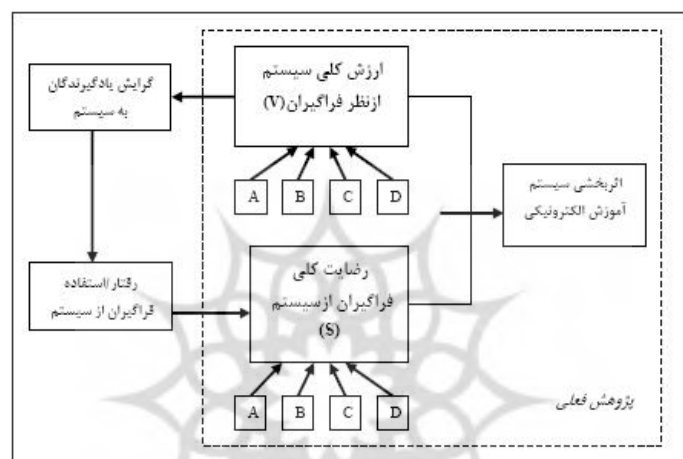 ارزش کلی سیستم
ازنظر فراگیران(V)
گرایش یادگیرندگان
به سیستم
A B C D
اثربخشی سیستم
آموزش الکترونیکی
رفتار/استفاده
فراگیران از سیستم
رضایت کلی
فراگیران ازسیستم
(S)
A B C D
پژوهش فعلی